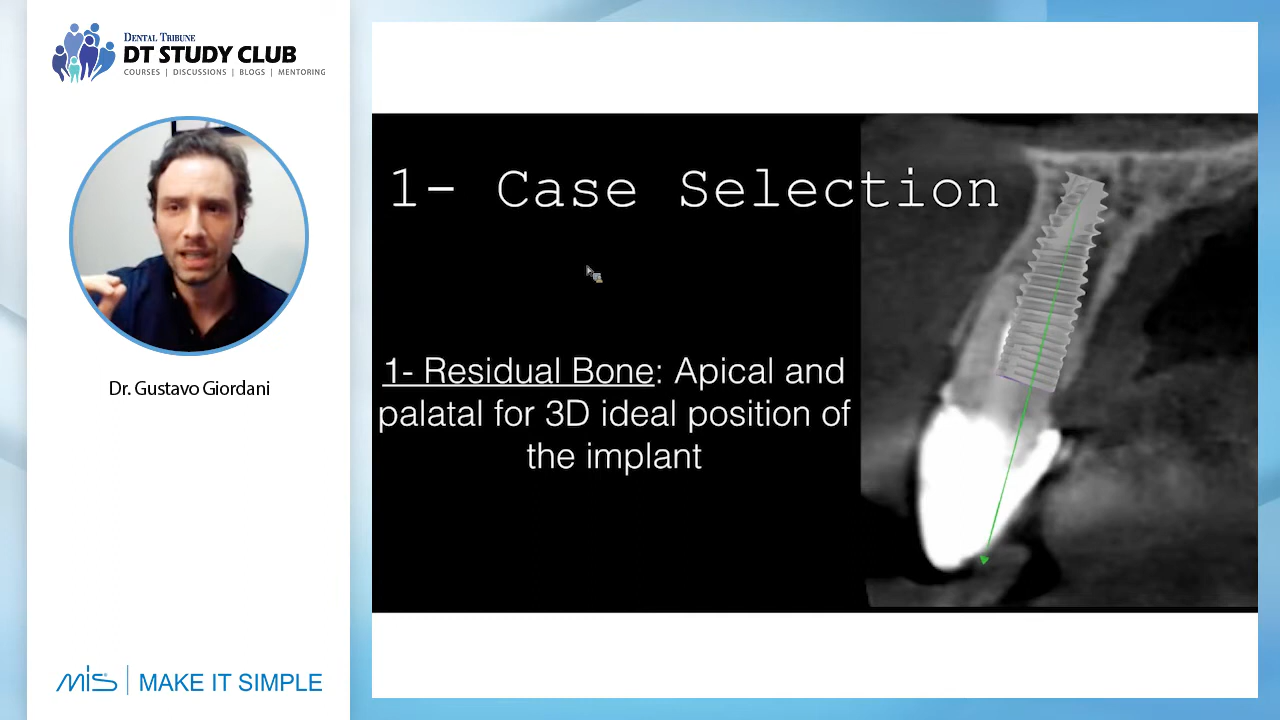 DENTAL TRIBUNE
DT STUDY CLUB
COURSES | DISCUSSIONS | BLOGS | MENTORING
Dr. Gustavo Giordani
mis | MAKE IT SIMPLE
1- Case Selection
1- Residual Bone: Apical and
palatal for 3D ideal position of
the implant